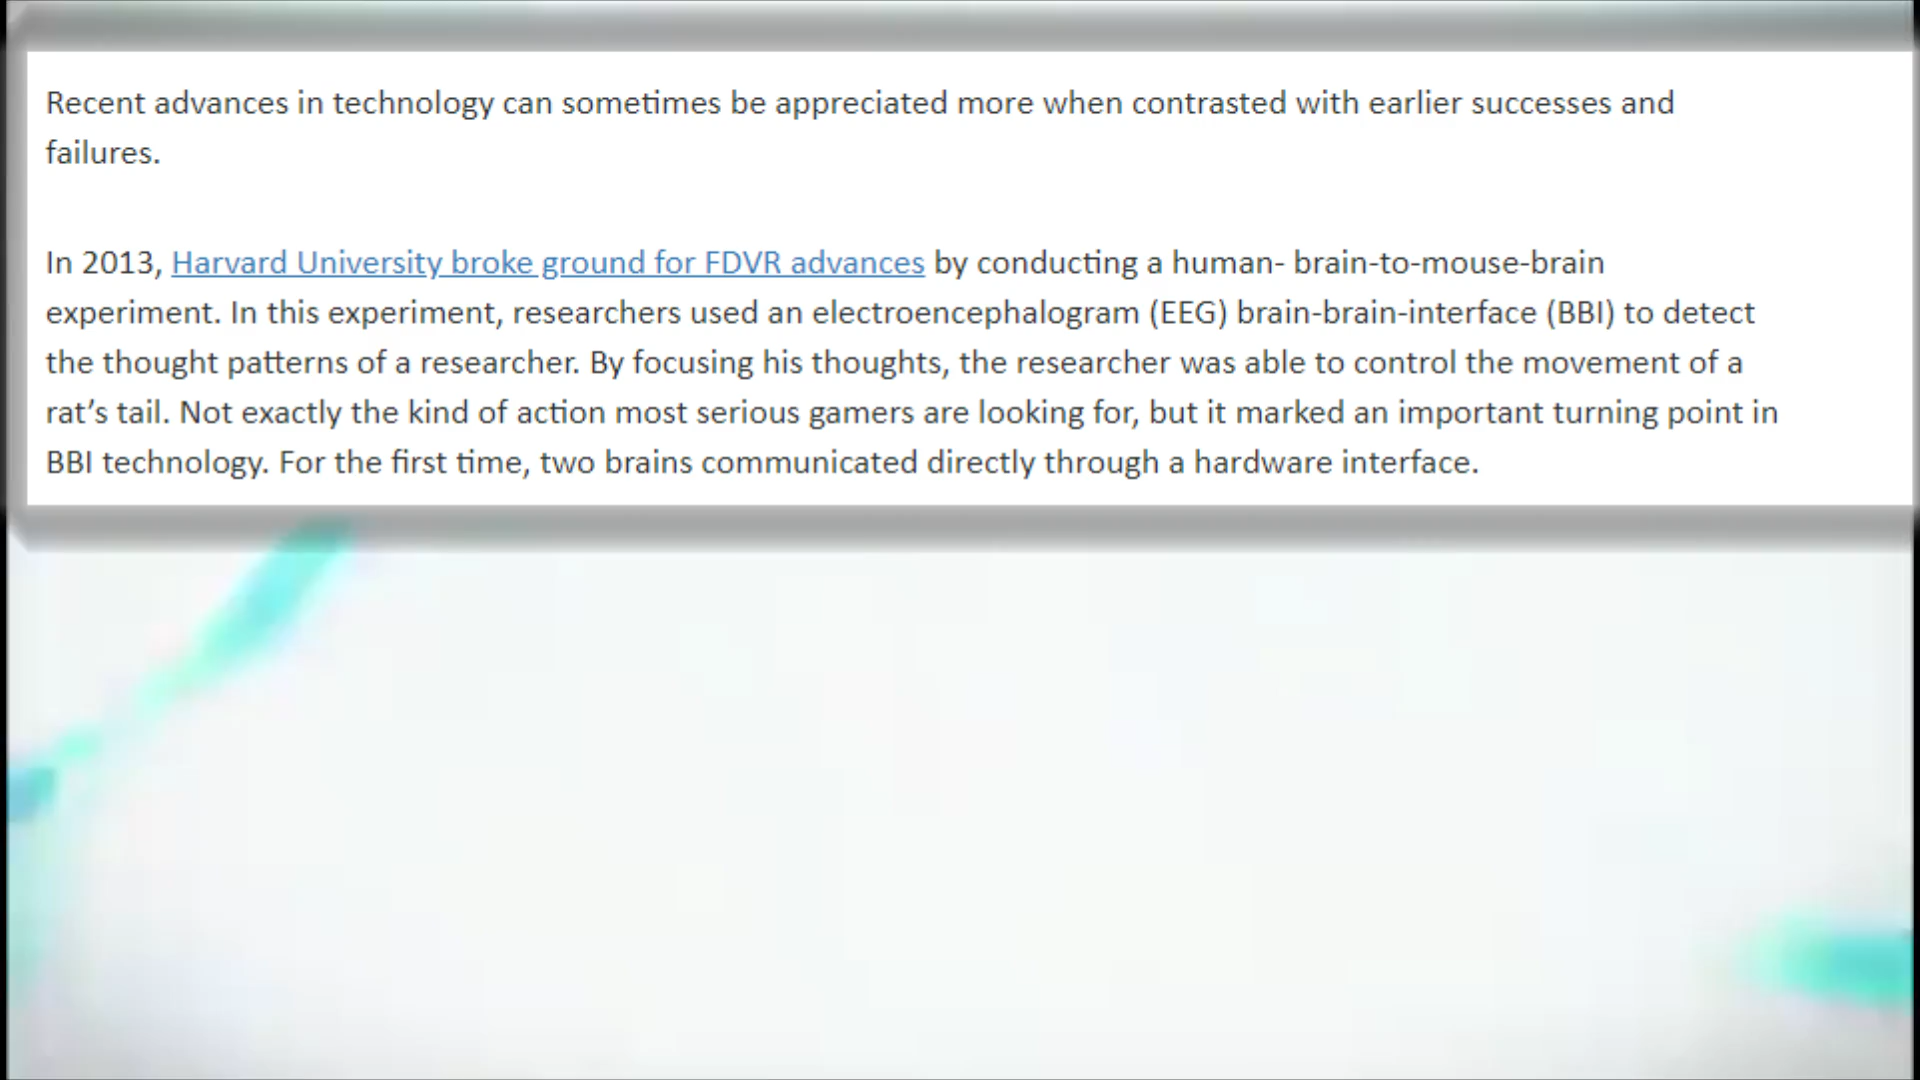 Recent advances in technology can sometimes be appreciated more when contrasted with earlier successes and
failures.
In 2013, Harvard University broke ground for FDVR advances by conducting a human- brain-to-mouse-brain
experiment. In this experiment, researchers used an electroencephalogram (EEG) brain-brain-interface (BBI) to detect
the thought patterns of a researcher. By focusing his thoughts, the researcher was able to control the movement of a
rat’s tail. Not exactly the kind of action most serious gamers are looking for, but it marked an important turning point in
BBI technology. For the first time, two brains communicated directly through a hardware interface.